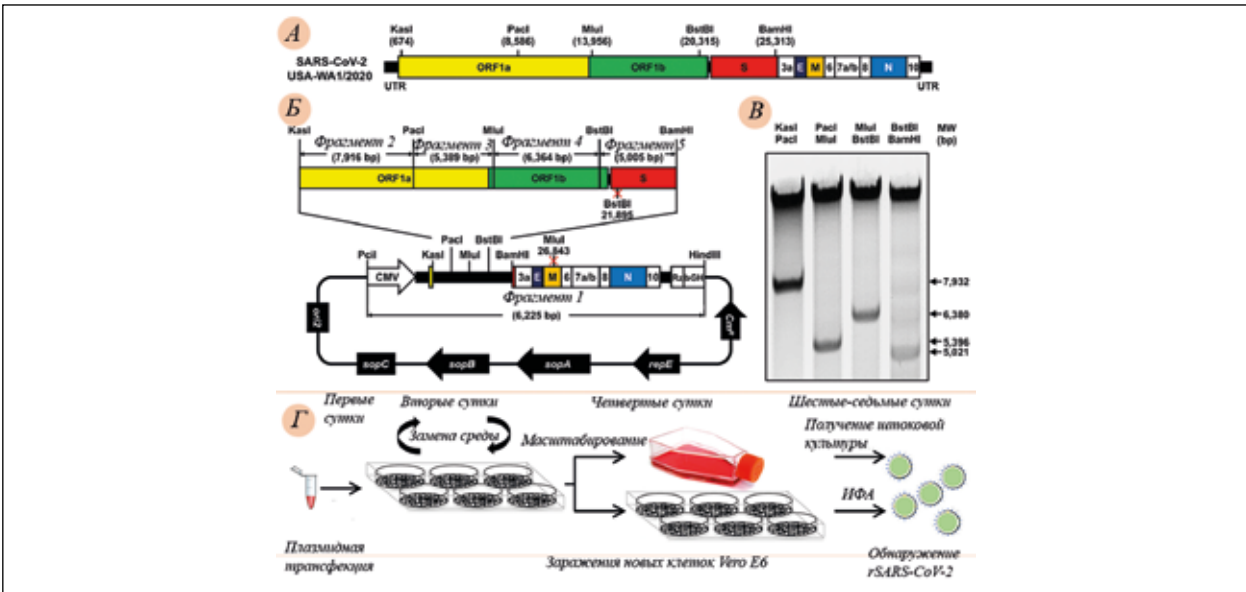 А
KasI (674)
PacI (8,586)
MluI (13,956)
BstBI (20,315)
BamHI (25,313)
SARS-CoV-2
USA-WA1/2020
UTR
ORF1a
ORF1b
S
3a
E
M
6
7a/b
8
N
10
UTR
Б
KasI
PacI
MluI
BstBI
BamHI
Фрагмент 2
Фрагмент 3
Фрагмент 4
Фрагмент 5
(7,916 bp)
(5,389 bp)
(6,364 bp)
(5,005 bp)
ORF1a
ORF1b
S
BstBI
21,895
PciI
KasI
PacI
MluI
BstBI
BamHI
MluI
26,843
HindIII
CMV
3a
E
M
6
7a/b
8
N
10
Rz
bGH
Фрагмент 1
(6,225 bp)
ori2
sopC
sopB
sopA
repE
Cmᴿ
В
KasI
PacI
PacI
MluI
MluI
BstBI
BstBI
BamHI
MW
(bp)
7,932
6,380
5,396
5,021
Г
Первые
сутки
Вторые сутки
Четвертые сутки
Шестые-седьмые сутки
Замена среды
Масштабирование
Получение штоковой
культуры
ИФА
Плазмидная
трансфекция
Заражения новых клеток Vero E6
Обнаружение
rSARS-CoV-2